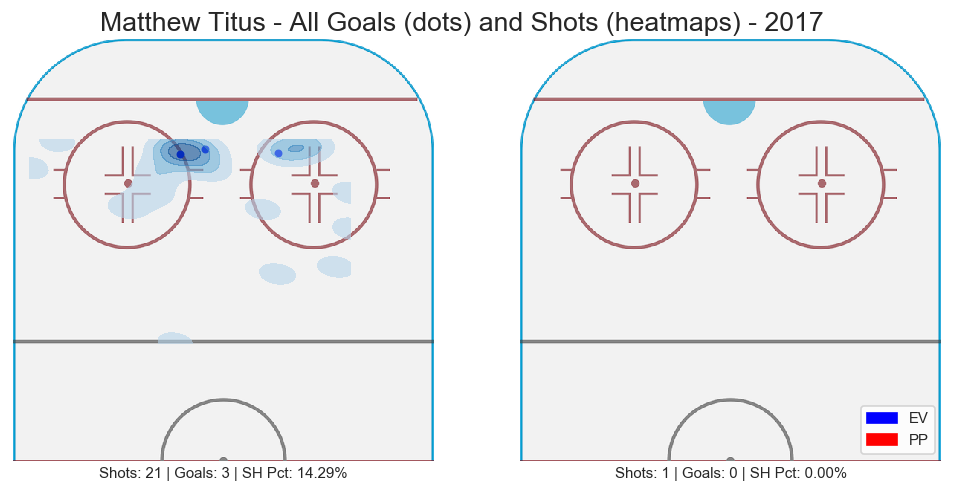 Matthew Titus - All Goals (dots) and Shots (heatmaps) - 2017
EV
PP
Shots: 21 | Goals: 3 | SH Pct: 14.29%
Shots: 1 | Goals: 0 | SH Pct: 0.00%